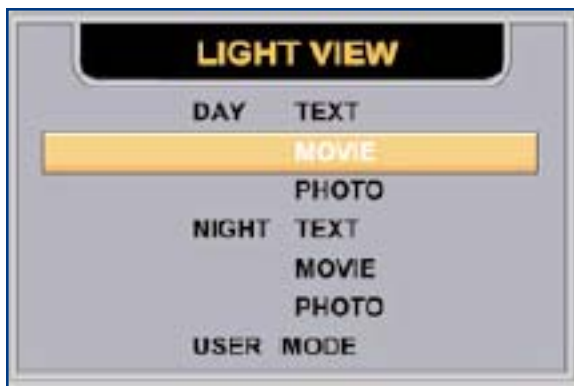 LIGHT VIEW
DAY TEXT
MOVIE
PHOTO
NIGHT TEXT
MOVIE
PHOTO
USER MODE